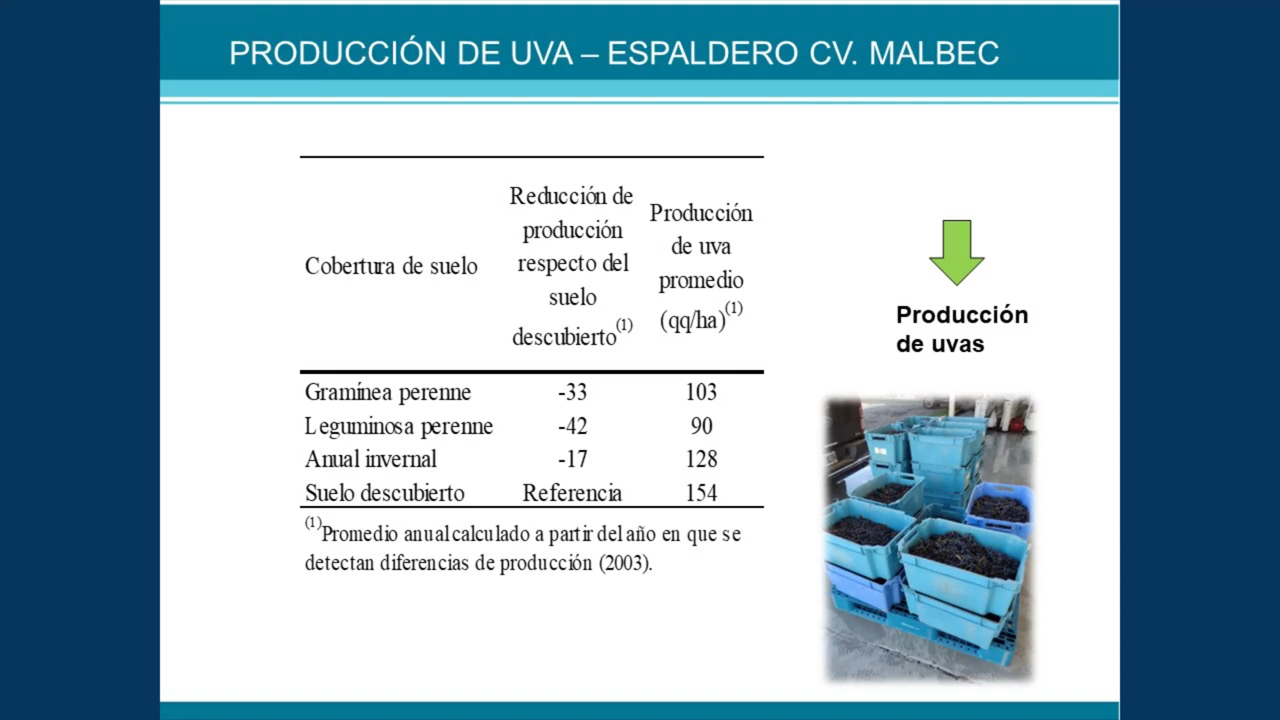 PRODUCCIÓN DE UVA – ESPALDERO CV. MALBEC
Cobertura de suelo
Reducción de
producción
respecto del
suelo
descubierto(1)
Producción
de uva
promedio
(qq/ha)(1)
Gramínea perenne -33 103
Leguminosa perenne -42 90
Anual invernal -17 128
Suelo descubierto Referencia 154
(1)Promedio anual calculado a partir del año en que se
detectan diferencias de producción (2003).
Producción
de uvas